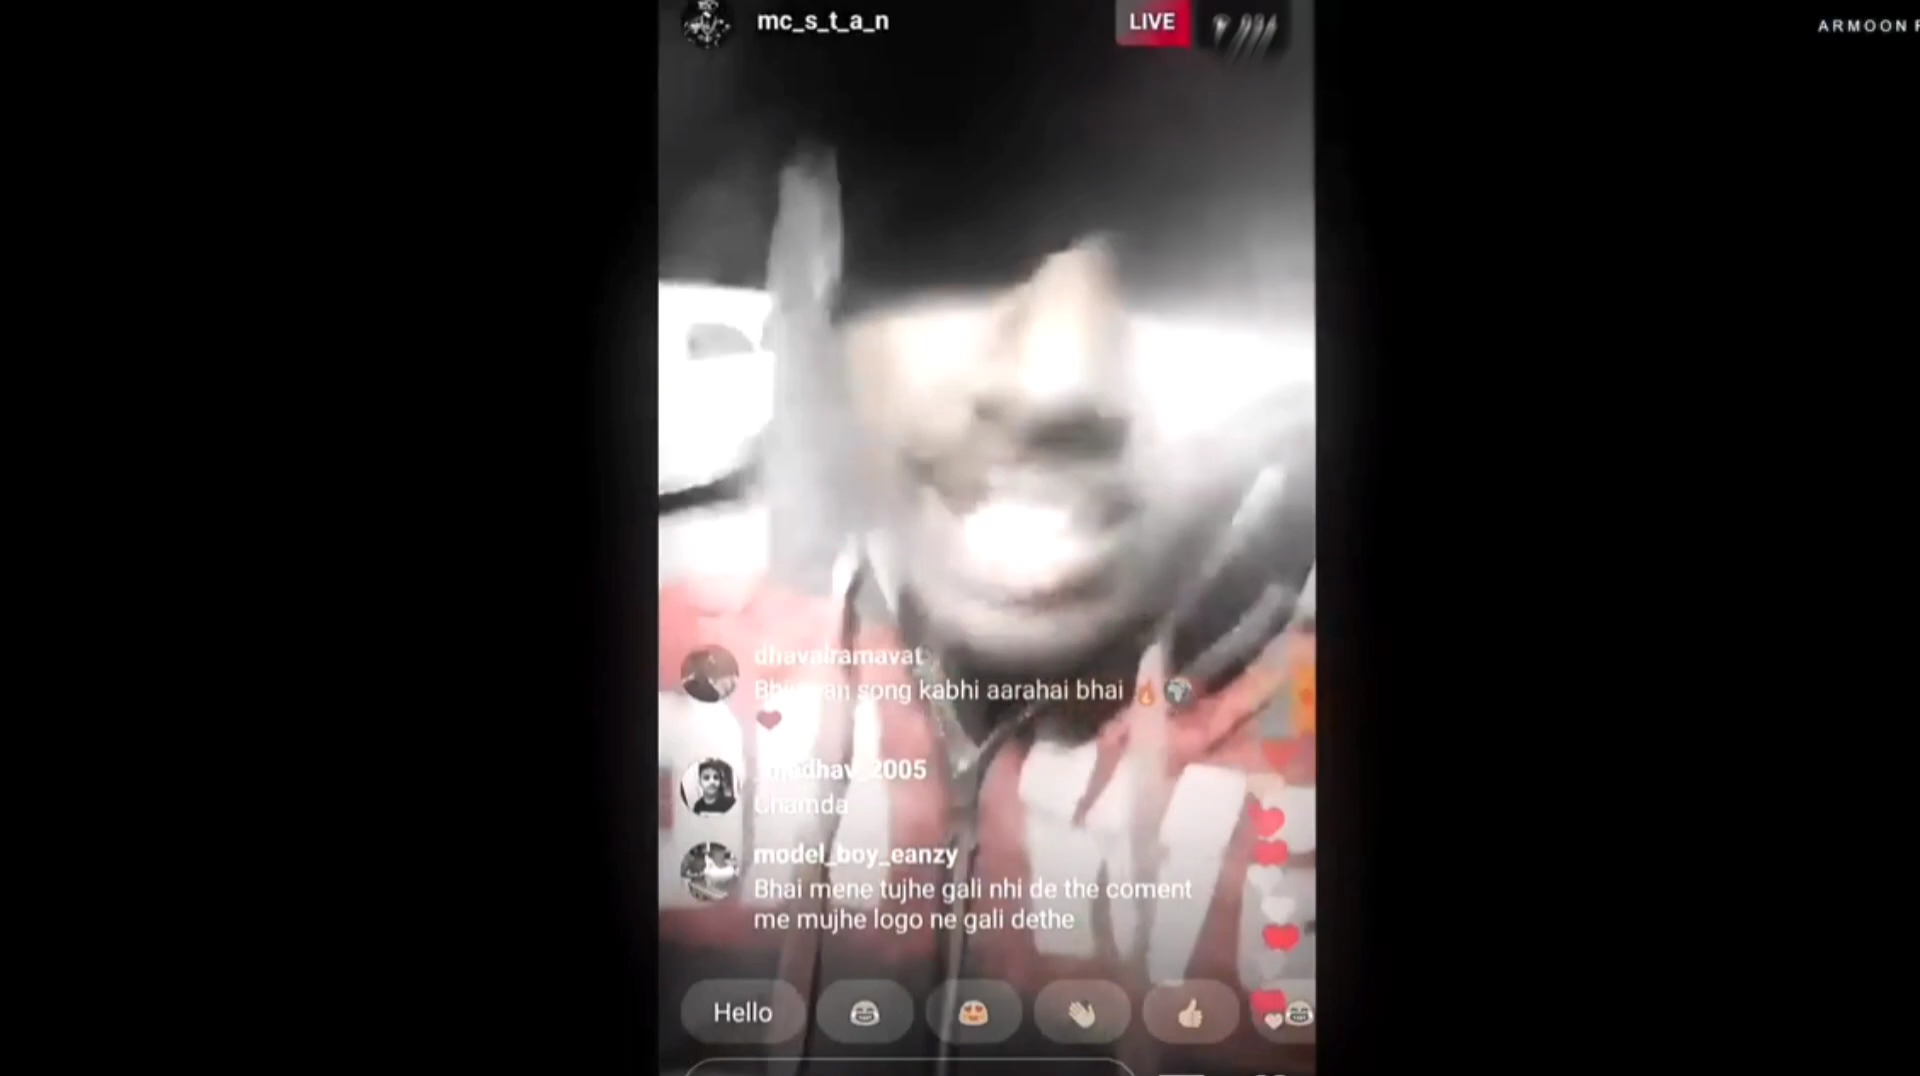 mc_s_t_a_n
LIVE
ARMOON
dhavalramavat
song kabhi aarahai bhai 🔥 🌍
❤️
Chamda
model_boy_eanzy
Bhai mene tujhe gali nhi de the coment
me mujhe logo ne gali dethe
Hello